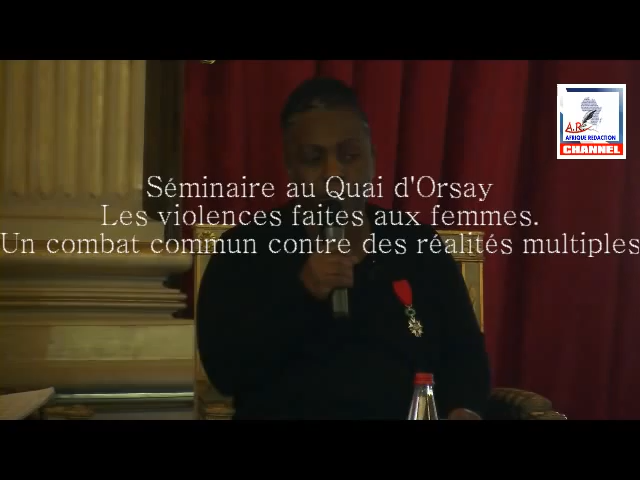 A.R
AFRIQUE REDACTION
CHANNEL
Séminaire au Quai d'Orsay
Les violences faites aux femmes.
Un combat commun contre des réalités multiples